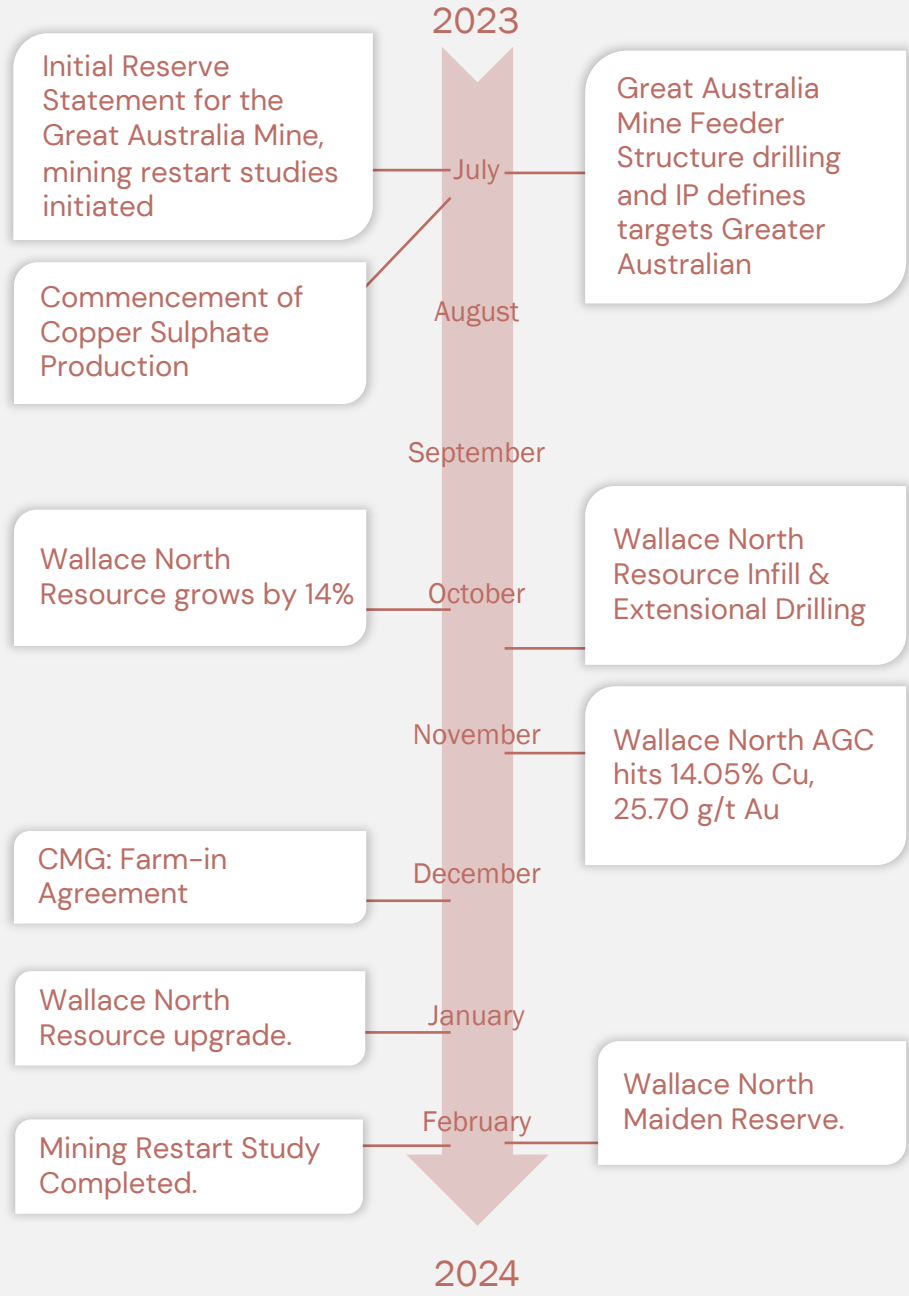 2023
Initial Reserve
Statement for the
Great Australia Mine,
mining restart studies
initiated
Great Australia
Mine Feeder
Structure drilling
and IP defines
targets Greater
Australian
July
Commencement of
Copper Sulphate
Production
August
September
Wallace North
Resource grows by 14%
October
Wallace North
Resource Infill &
Extensional Drilling
November
Wallace North AGC
hits 14.05% Cu,
25.70 g/t Au
CMG: Farm-in
Agreement
December
Wallace North
Resource upgrade.
January
February
Wallace North
Maiden Reserve.
Mining Restart Study
Completed.
2024